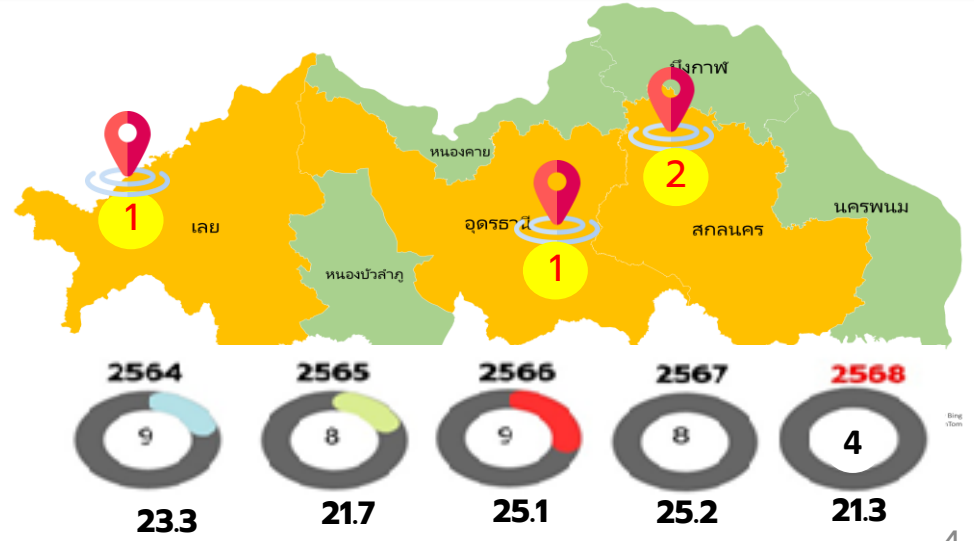 บึงกาฬ
หนองคาย
2
1
เลย
อุดรธานี
สกลนคร
นครพนม
หนองบัวลำภู
1
2564 2565 2566 2567 2568
9 8 9 8 4
23.3 21.7 25.1 25.2 21.3
Bing
4